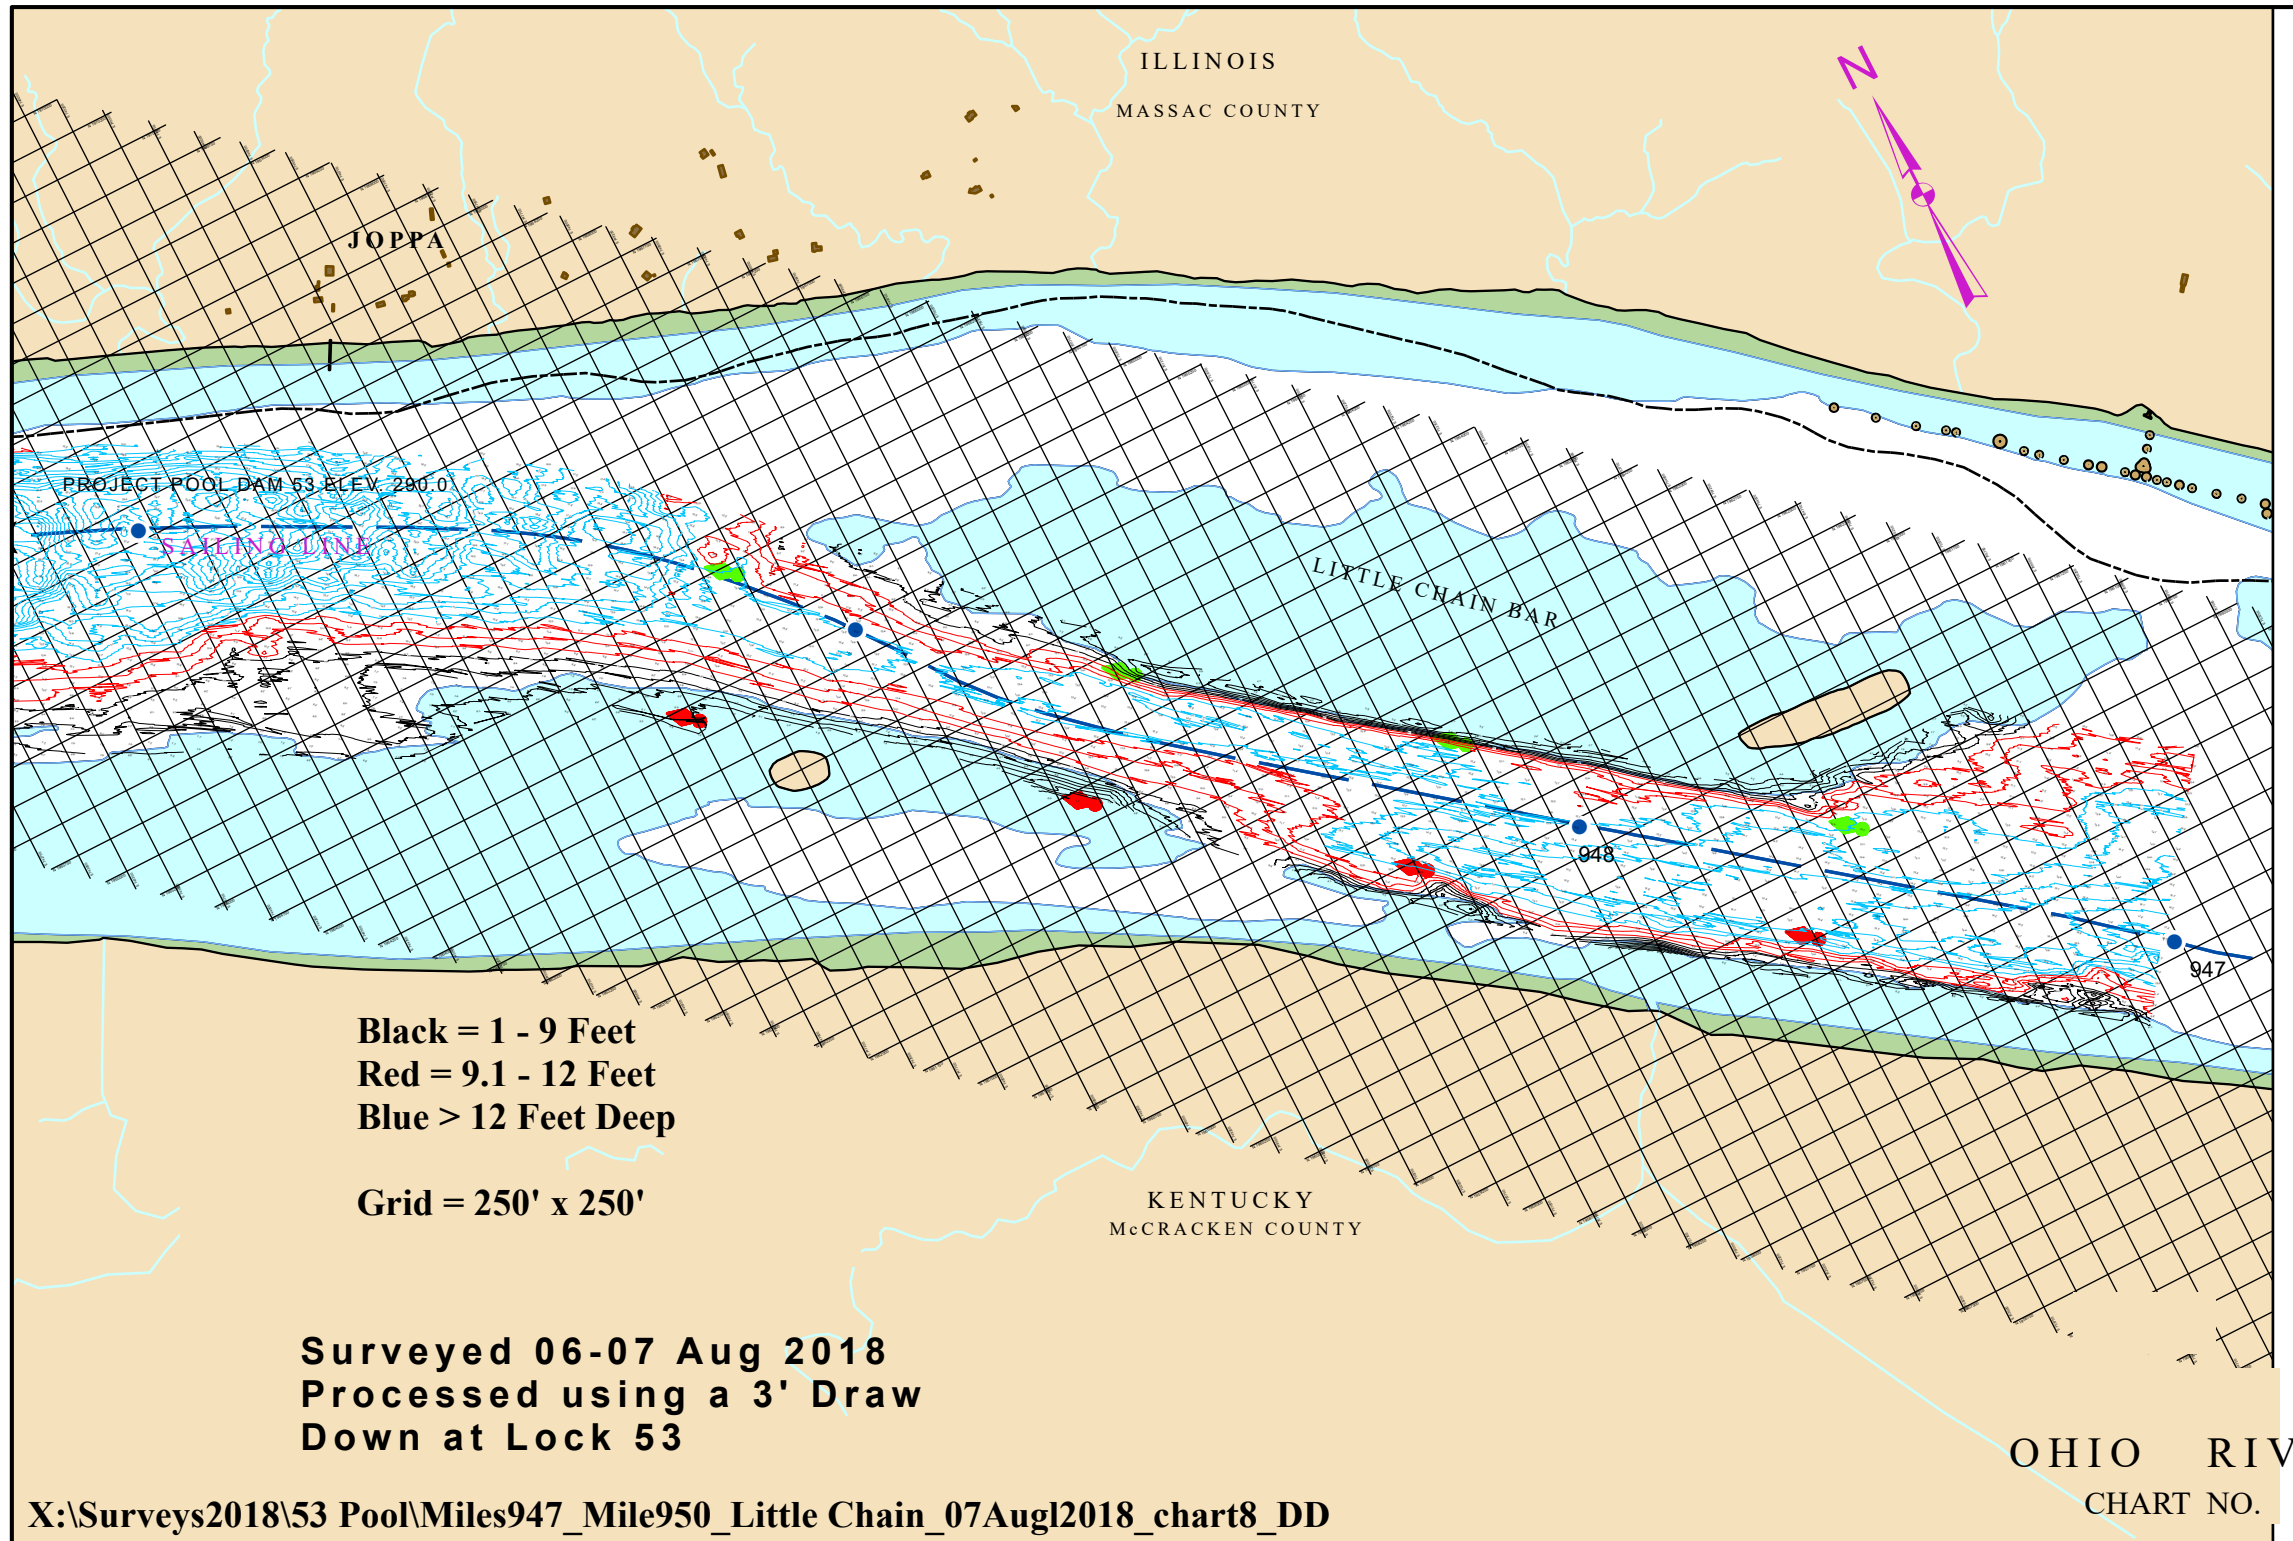 ILLINOIS
MASSAC COUNTY
N
JOPPA
PROJECT POOL DAM 53 ELEV. 290.0
SAILING LINE
LITTLE CHAIN BAR
948
947
Black = 1 - 9 Feet
Red = 9.1 - 12 Feet
Blue > 12 Feet Deep
Grid = 250' x 250'
KENTUCKY
McCRACKEN COUNTY
Surveyed 06-07 Aug 2018
Processed using a 3' Draw
Down at Lock 53
OHIO RIV
CHART NO.
X:\Surveys2018\53 Pool\Miles947_Mile950_Little Chain_07Augl2018_chart8_DD